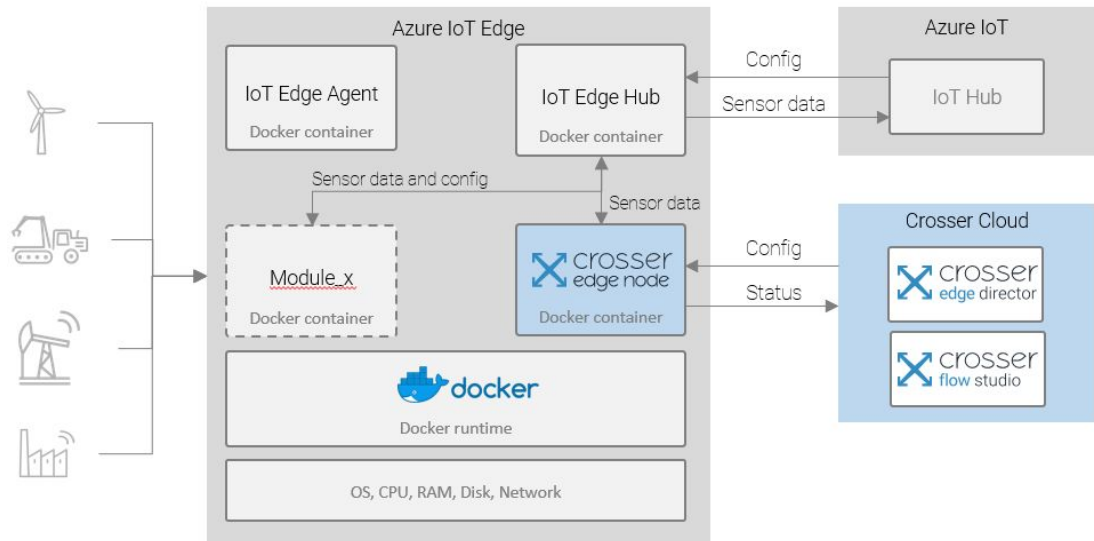 Azure IoT Edge
Azure IoT
IoT Edge Agent
Docker container
IoT Edge Hub
Docker container
Config
Sensor data
IoT Hub
Sensor data and config
Sensor data
Module_x
Docker container
crosser
edge node
Docker container
Config
Status
Crosser Cloud
crosser
edge director
crosser
flow studio
docker
Docker runtime
OS, CPU, RAM, Disk, Network